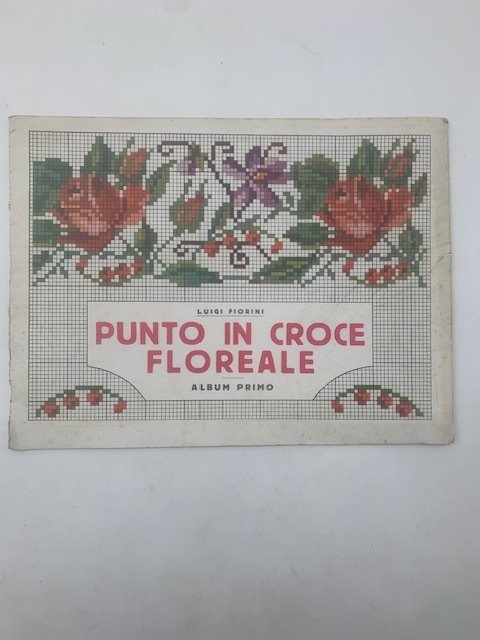 LUIGI FIORINI
PUNTO IN CROCE
FLOREALE
ALBUM PRIMO